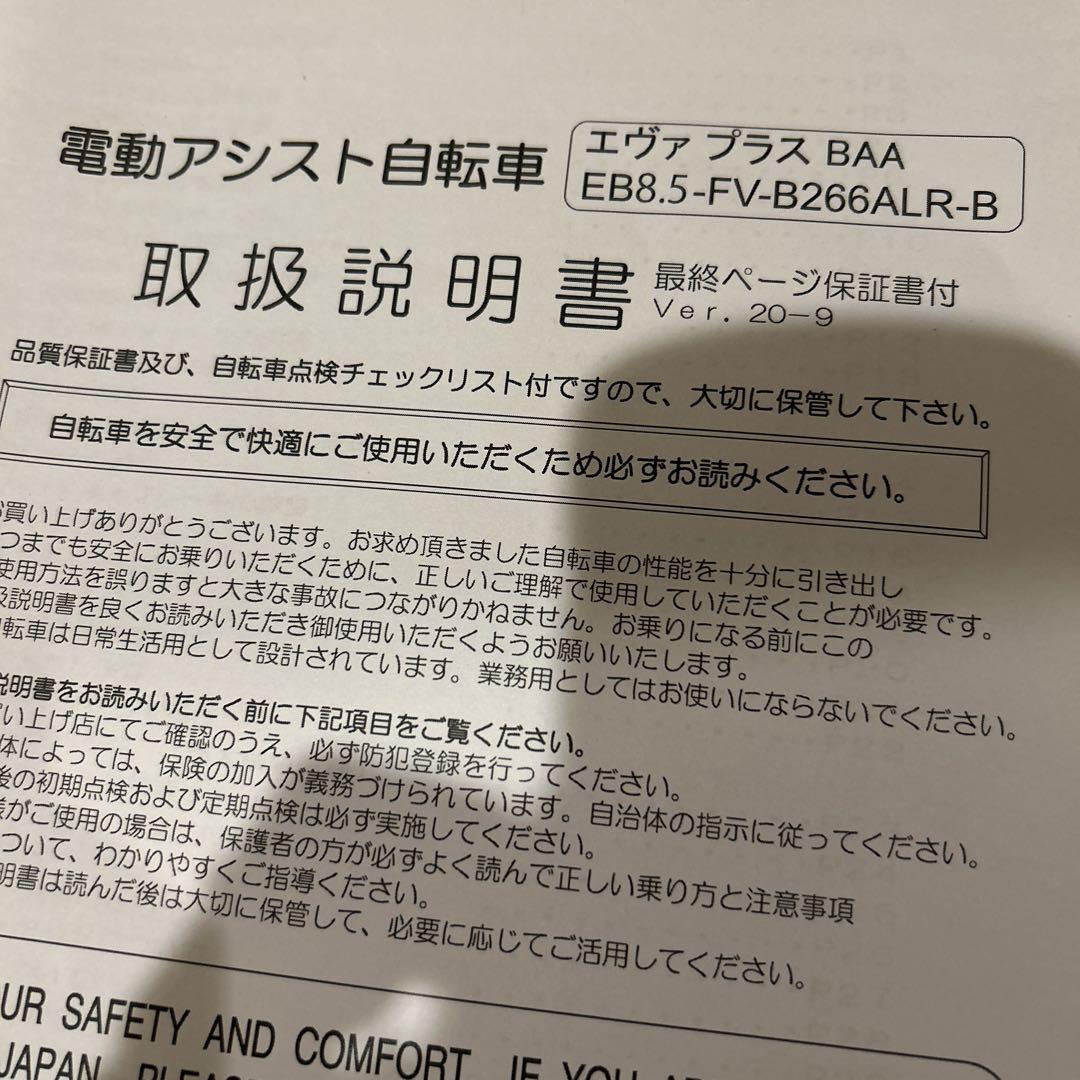 電動アシスト自転車
エヴァ プラス BAA
EB8.5-FV-B266ALR-B
取扱説明書
最終ページ保証書付
Ver. 20-9
品質保証書及び、自転車点検チェックリスト付ですので、大切に保管して下さい。
自転車を安全で快適にご使用いただくため必ずお読みください。
買い上げありがとうございます。お求め頂きました自転車の性能を十分に引き出し
つまでも安全にお乗りいただくために、正しいご理解で使用していただくことが必要です。
使用方法を誤りますと大きな事故につながりかねません。お乗りになる前にこの
扱説明書を良くお読みいただき御使用いただくようお願いいたします。
転車は日常生活用として設計されています。業務用としてはお使いにならないでください。
説明書をお読みいただく前に下記項目をご覧ください。
い上げ店にてご確認のうえ、必ず防犯登録を行ってください。
体によっては、保険の加入が義務づけられています。自治体の指示に従ってください。
後の初期点検および定期点検は必ず実施してください。
様がご使用の場合は、保護者の方が必ずよく読んで正しい乗り方と注意事項
ついて、わかりやすくご指導ください。
明書は読んだ後は大切に保管して、必要に応じてご活用してください。
UR SAFETY AND COMFORT, IF YOU
JAPAN, PLEAS